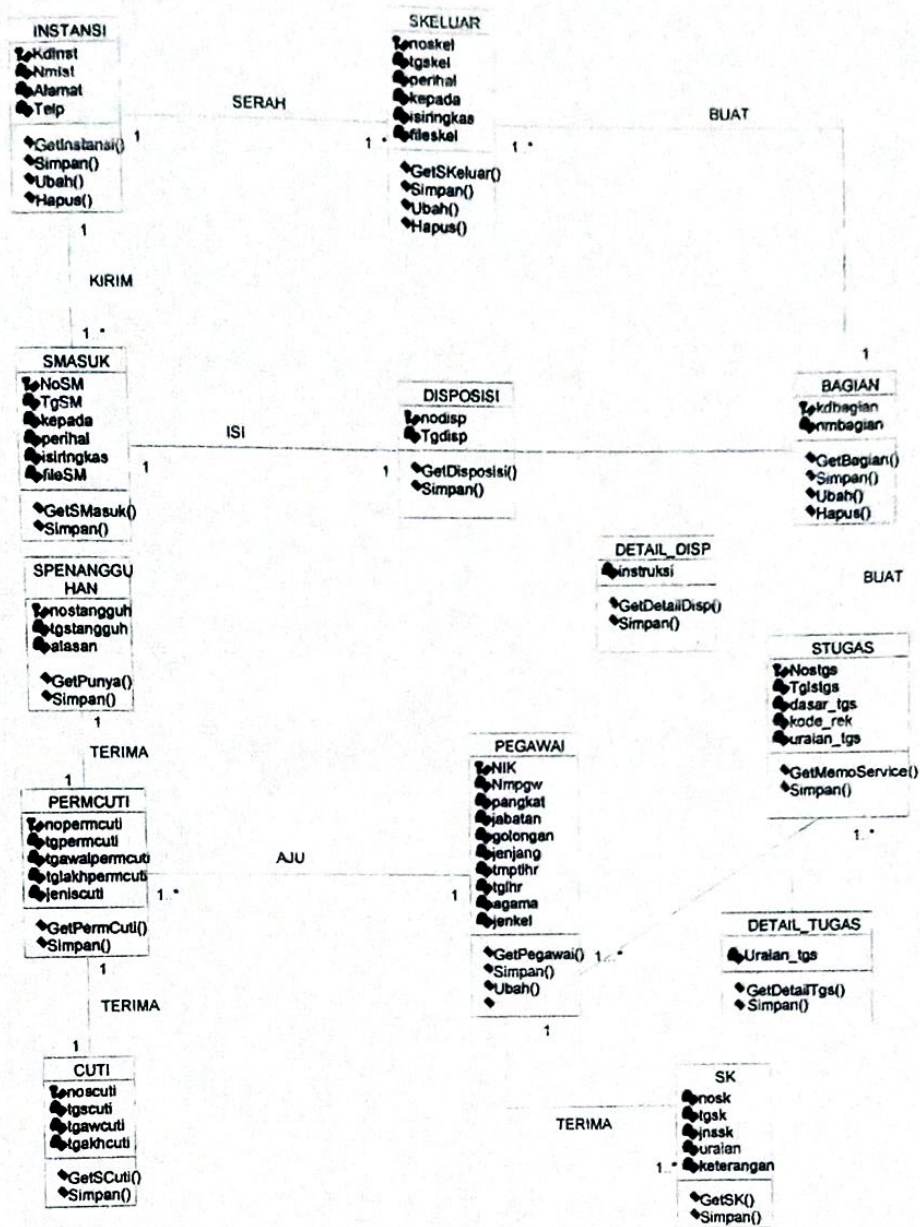 INSTANSI
KdInst
Nmist
Alamat
Telp
GetInstansi()
Simpan()
Ubah()
Hapus()
1
SERAH
1
1..*
SKELUAR
noskel
tgskel
perihal
kepada
isiringkas
fileskel
GetSKeluar()
Simpan()
Ubah()
Hapus()
1..*
BUAT
1
KIRIM
1..*
SMASUK
NoSM
TgSM
kepada
perihal
isiringkas
fileSM
GetSMasuk()
Simpan()
ISI
1
1
DISPOSISI
nodisp
Tgdisp
GetDisposisi()
Simpan()
BAGIAN
kdbagian
nmbagian
GetBagian()
Simpan()
Ubah()
Hapus()
DETAIL_DISP
instruksi
GetDetailDisp()
Simpan()
BUAT
SPENANGGU
HAN
nostangguh
tgstangguh
alasan
GetPunya()
Simpan()
1
TERIMA
1
STUGAS
Nostgs
Tglstgs
dasar_tgs
kode_rek
uraian_tgs
GetMemoService()
Simpan()
1..*
PERMCUTI
nopermcuti
tgpermcuti
tgawalpermcuti
tglakhpermcuti
jeniscuti
GetPermCuti()
Simpan()
1..*
AJU
1
PEGAWAI
NIK
Nmpgw
pangkat
jabatan
golongan
jenjang
tmptlhr
tglhr
agama
jenkel
GetPegawai()
Simpan()
Ubah()
1...*
1
DETAIL_TUGAS
Uraian_tgs
GetDetailTgs()
Simpan()
1
TERIMA
1
CUTI
noscuti
tgscuti
tgawcuti
tgakhcuti
GetSCuti()
Simpan()
TERIMA
1..*
SK
nosk
tgsk
jnssk
uraian
keterangan
GetSK()
Simpan()